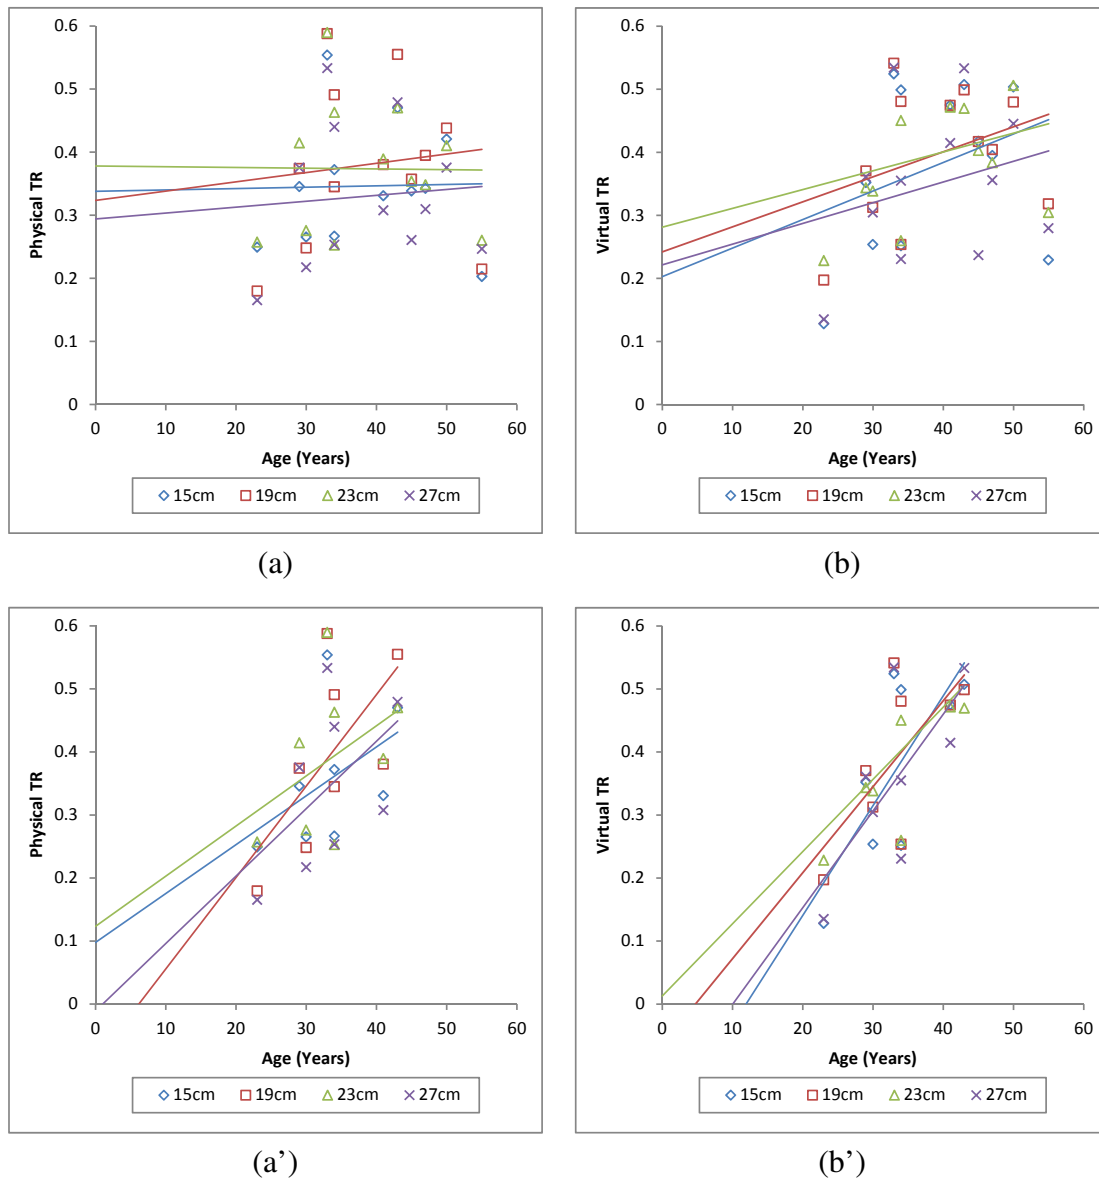 0.6
0.5
0.4
0.3
0.2
0.1
0
Physical TR
0 10 20 30 40 50 60
Age (Years)
15cm 19cm 23cm 27cm
(a)
0.6
0.5
0.4
0.3
0.2
0.1
0
Virtual TR
0 10 20 30 40 50 60
Age (Years)
15cm 19cm 23cm 27cm
(b)
0.6
0.5
0.4
0.3
0.2
0.1
0
Physical TR
0 10 20 30 40 50 60
Age (Years)
15cm 19cm 23cm 27cm
(a’)
0.6
0.5
0.4
0.3
0.2
0.1
0
Virtual TR
0 10 20 30 40 50 60
Age (Years)
15cm 19cm 23cm 27cm
(b’)